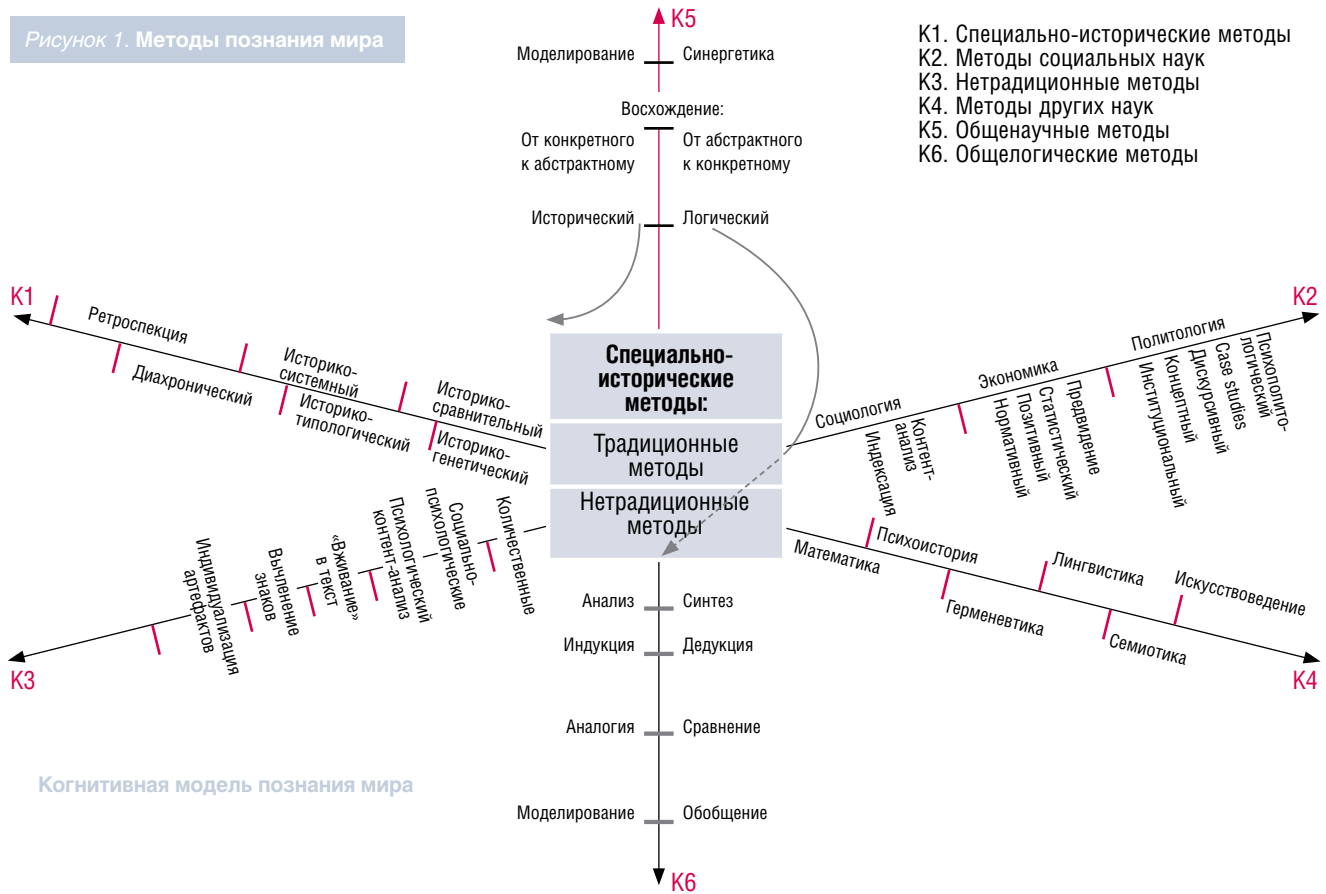 Рисунок 1. Методы познания мира
K5
Моделирование
Синергетика
Восхождение:
От конкретного
к абстрактному
От абстрактного
к конкретному
Исторический
Логический
K1. Специально-исторические методы
K2. Методы социальных наук
K3. Нетрадиционные методы
K4. Методы других наук
K5. Общенаучные методы
K6. Общелогические методы
K1
Ретроспекция
Диахронический
Историко-
системный
Историко-
типологический
Историко-
сравнительный
Историко-
генетический
Специально-
исторические
методы:
Традиционные
методы
Нетрадиционные
методы
K2
Социология
Индексация
Контент-
анализ
Экономика
Нормативный
Позитивный
Статистический
Предвидение
Политология
Институциональный
Концептный
Дискурсивный
Case studies
Психополито-
логический
K3
Индивидуализация
артефактов
Вычленение
знаков
«Вживание»
в текст
Психологический
контент-анализ
Социально-
психологические
Количественные
Математика
Психоистория
Герменевтика
Лингвистика
Семиотика
Искусствоведение
K4
Анализ
Синтез
Индукция
Дедукция
Аналогия
Сравнение
Моделирование
Обобщение
K6
Когнитивная модель познания мира